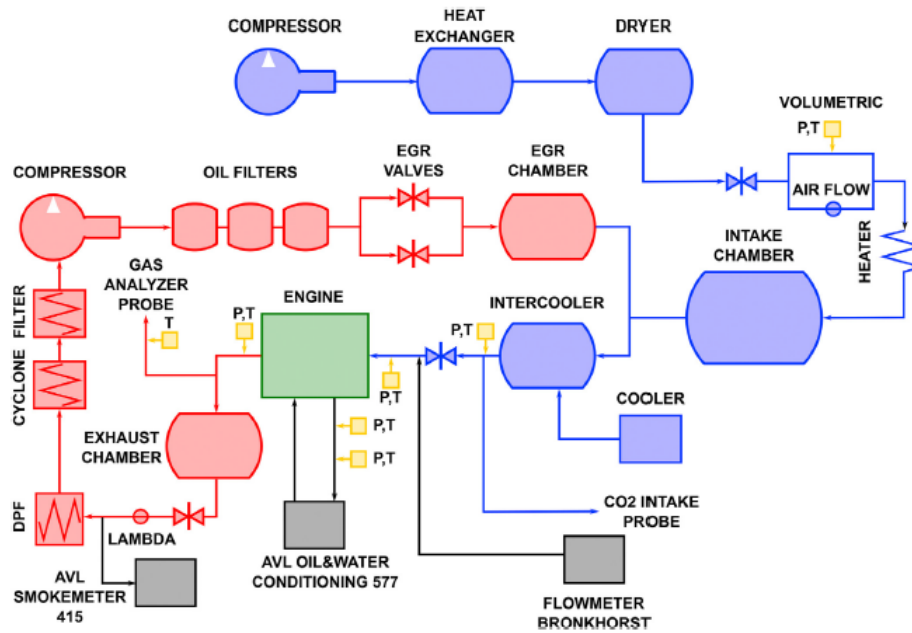 COMPRESSOR
HEAT
EXCHANGER
DRYER
VOLUMETRIC
P,T
AIR FLOW
HEATER
COMPRESSOR
OIL FILTERS
EGR
VALVES
EGR
CHAMBER
INTAKE
CHAMBER
GAS
ANALYZER
PROBE
T
P,T
ENGINE
P,T
INTERCOOLER
P,T
FILTER
CYCLONE
COOLER
EXHAUST
CHAMBER
P,T
P,T
CO2 INTAKE
PROBE
DPF
LAMBDA
AVL
SMOKEMETER
415
AVL OIL&WATER
CONDITIONING 577
FLOWMETER
BRONKHORST